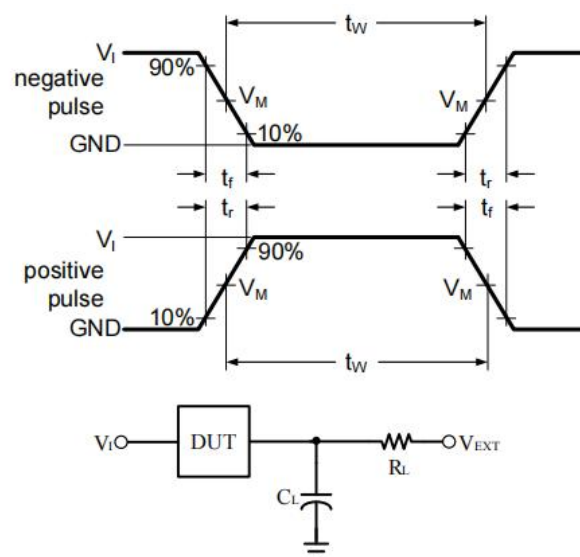 tW
VI
90%
negative
pulse
VM
VM
10%
GND
tf
tr
tr
tf
VI
90%
positive
pulse
VM
VM
10%
GND
tW
VI
DUT
RL
VEXT
CL